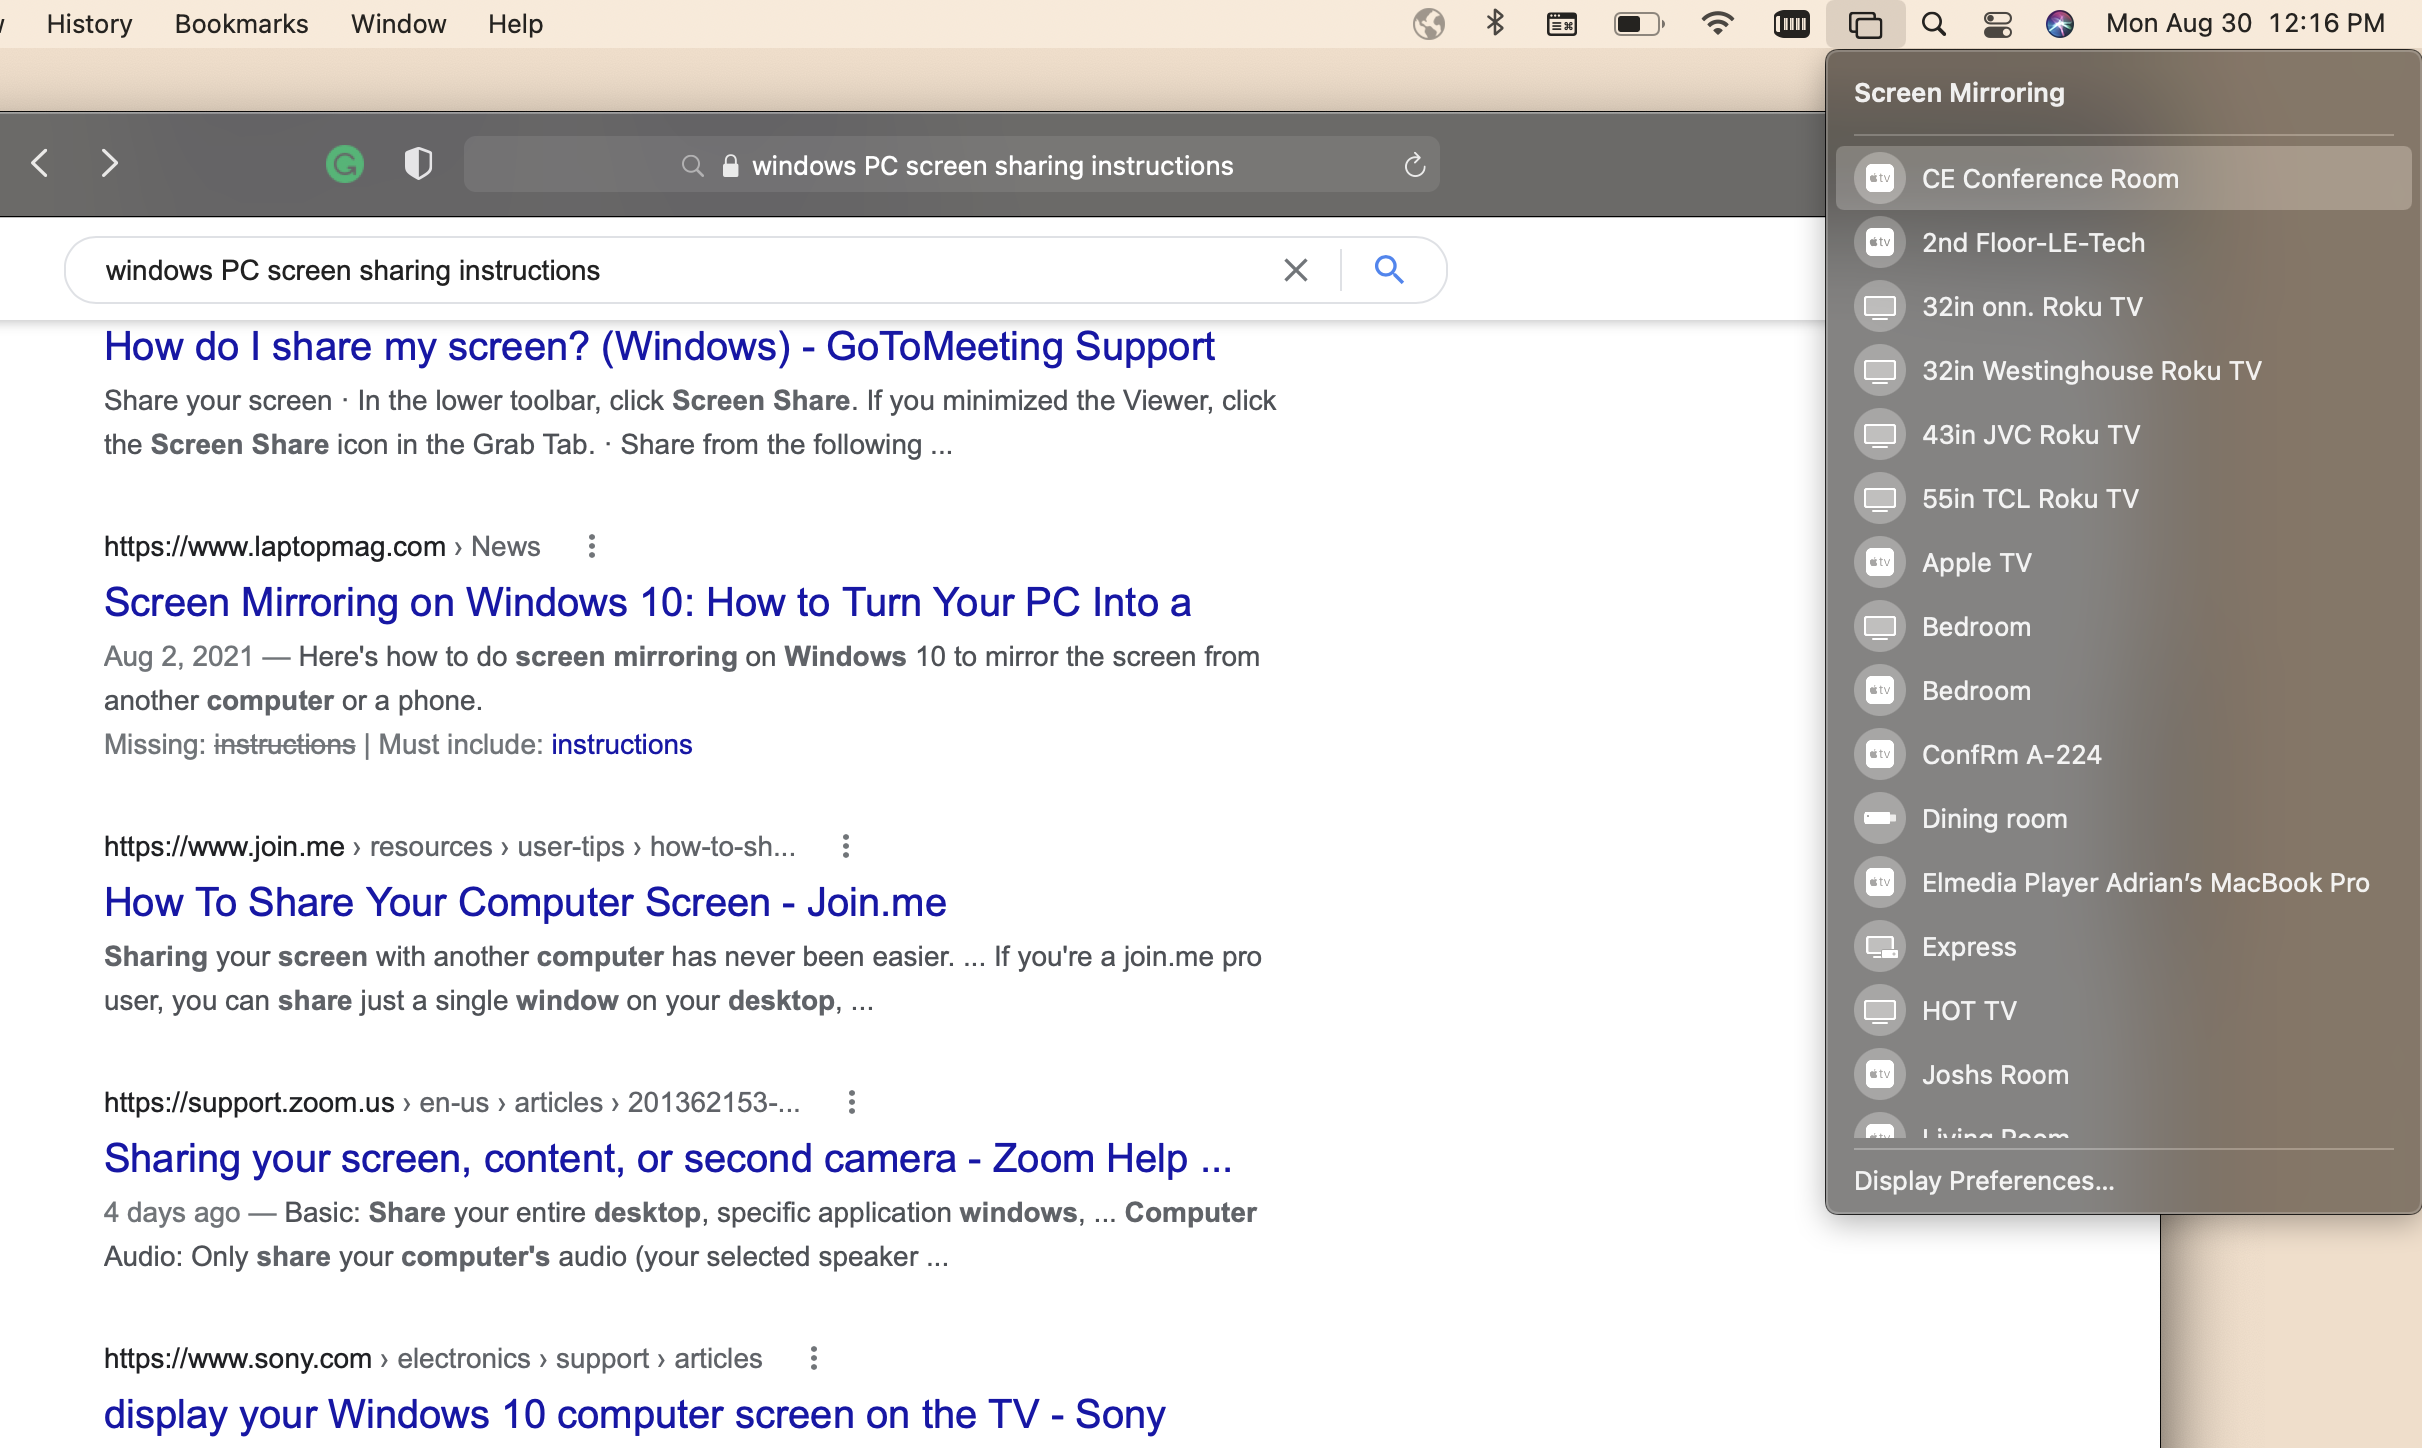 History Bookmarks Window Help Mon Aug 30 12:16 PM
windows PC screen sharing instructions
windows PC screen sharing instructions
How do I share my screen? (Windows) - GoToMeeting Support
Share your screen · In the lower toolbar, click Screen Share. If you minimized the Viewer, click
the Screen Share icon in the Grab Tab. · Share from the following ...
https://www.laptopmag.com › News
Screen Mirroring on Windows 10: How to Turn Your PC Into a
Aug 2, 2021 — Here's how to do screen mirroring on Windows 10 to mirror the screen from
another computer or a phone.
Missing: instructions | Must include: instructions
https://www.join.me › resources › user-tips › how-to-sh...
How To Share Your Computer Screen - Join.me
Sharing your screen with another computer has never been easier. ... If you're a join.me pro
user, you can share just a single window on your desktop, ...
https://support.zoom.us › en-us › articles › 201362153-...
Sharing your screen, content, or second camera - Zoom Help ...
4 days ago — Basic: Share your entire desktop, specific application windows, ... Computer
Audio: Only share your computer's audio (your selected speaker ...
https://www.sony.com › electronics › support › articles
display your Windows 10 computer screen on the TV - Sony
Screen Mirroring
tv CE Conference Room
tv 2nd Floor-LE-Tech
32in onn. Roku TV
32in Westinghouse Roku TV
43in JVC Roku TV
55in TCL Roku TV
tv Apple TV
Bedroom
tv Bedroom
tv ConfRm A-224
Dining room
tv Elmedia Player Adrian’s MacBook Pro
Express
HOT TV
tv Joshs Room
tv Living Room
Display Preferences...